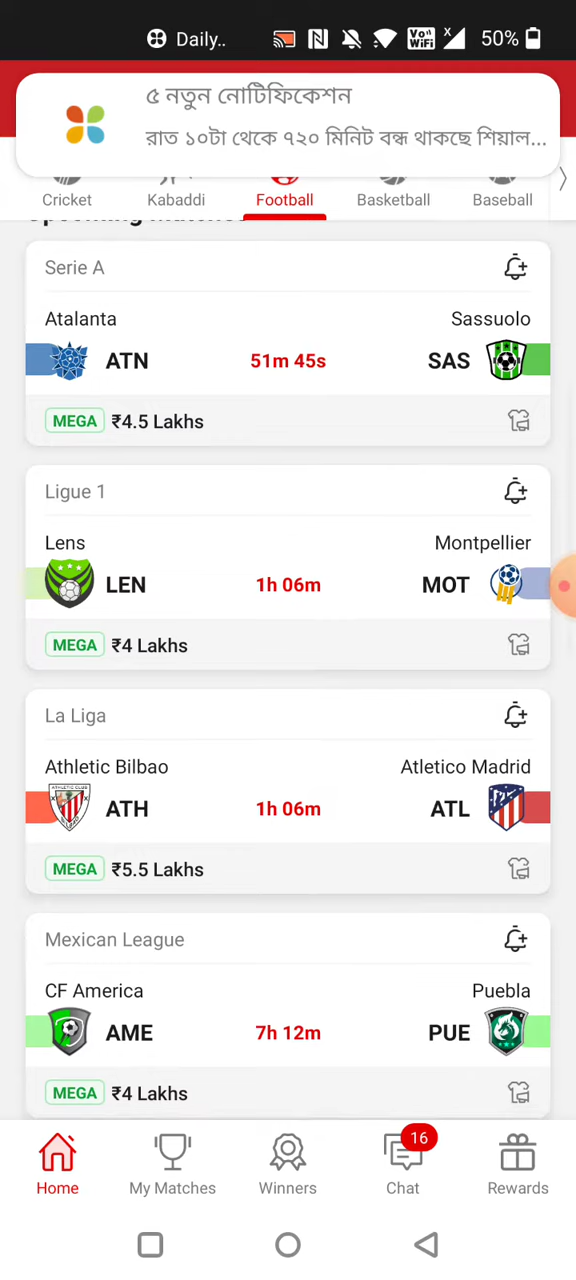 Daily..
Vo))
WiFi
X
50%
৫ নতুন নোটিফিকেশন
রাত ১০টা থেকে ৭২০ মিনিট বন্ধ থাকছে শিয়াল...
Cricket
Kabaddi
Football
Basketball
Baseball
Serie A
Atalanta
Sassuolo
ATN
51m 45s
SAS
MEGA ₹4.5 Lakhs
Ligue 1
Lens
Montpellier
LEN
1h 06m
MOT
MEGA ₹4 Lakhs
La Liga
Athletic Bilbao
Atletico Madrid
ATH
1h 06m
ATL
MEGA ₹5.5 Lakhs
Mexican League
CF America
Puebla
AME
7h 12m
PUE
MEGA ₹4 Lakhs
16
Home
My Matches
Winners
Chat
Rewards